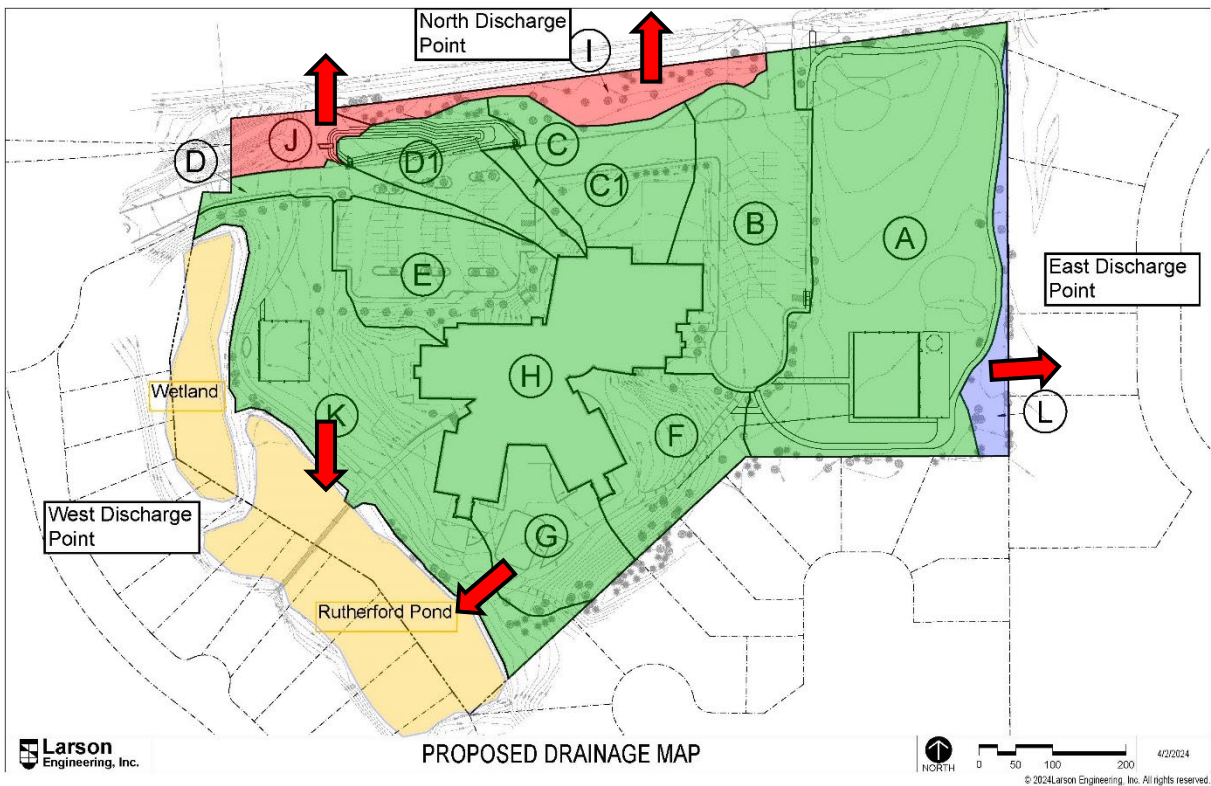 North Discharge
Point
I
J
D
D1
C
C1
B
A
E
East Discharge
Point
H
Wetland
K
F
L
West Discharge
Point
G
Rutherford Pond
Larson
Engineering, Inc.
PROPOSED DRAINAGE MAP
NORTH
0 50 100 200
4/2/2024
© 2024Larson Engineering, Inc. All rights reserved.